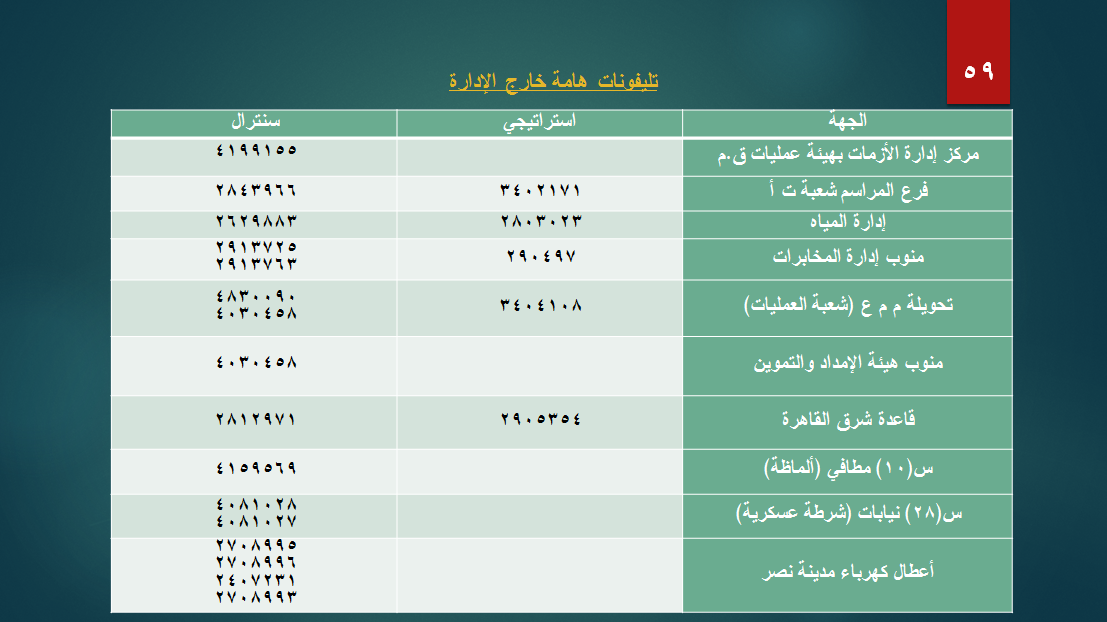 ٥٩
تليفونات هامة خارج الإدارة
الجهة استراتيجي سنترال
مركز إدارة الأزمات بهيئة عمليات ق.م ٤١٩٩١٥٥
فرع المراسم شعبة ت أ ٣٤٠٢١٧١ ٢٨٤٣٩٦٦
إدارة المياه ٢٨٠٣٠٢٣ ٢٦٢٩٨٨٣
منوب إدارة المخابرات ٢٩٠٤٩٧ ٢٩١٣٧٢٥
٢٩١٣٧٦٣
تحويلة م م ع (شعبة العمليات) ٣٤٠٤١٠٨ ٤٨٣٠٠٩٠
٤٠٣٠٤٥٨
منوب هيئة الإمداد والتموين ٤٠٣٠٤٥٨
قاعدة شرق القاهرة ٢٩٠٥٣٥٤ ٢٨١٢٩٧١
س(١٠) مطافي (ألماظة) ٤١٥٩٥٦٩
س(٢٨) نيابات (شرطة عسكرية) ٤٠٨١٠٢٨
٤٠٨١٠٢٧
أعطال كهرباء مدينة نصر ٢٧٠٨٩٩٥
٢٧٠٨٩٩٦
٢٤٠٧٢٣١
٢٧٠٨٩٩٣